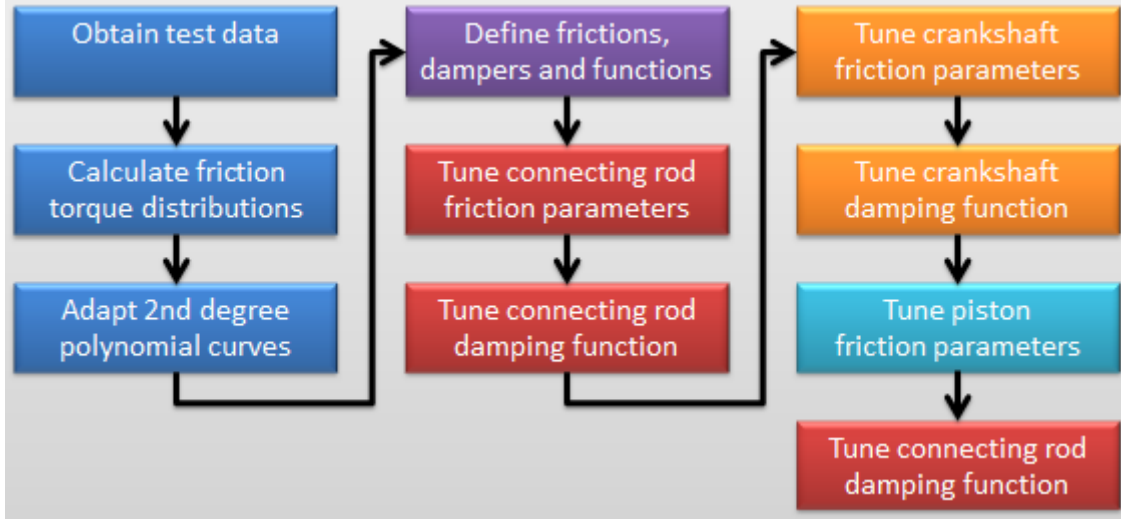 Obtain test data
Calculate friction
torque distributions
Adapt 2nd degree
polynomial curves
Define frictions,
dampers and functions
Tune connecting rod
friction parameters
Tune connecting rod
damping function
Tune crankshaft
friction parameters
Tune crankshaft
damping function
Tune piston
friction parameters
Tune connecting rod
damping function